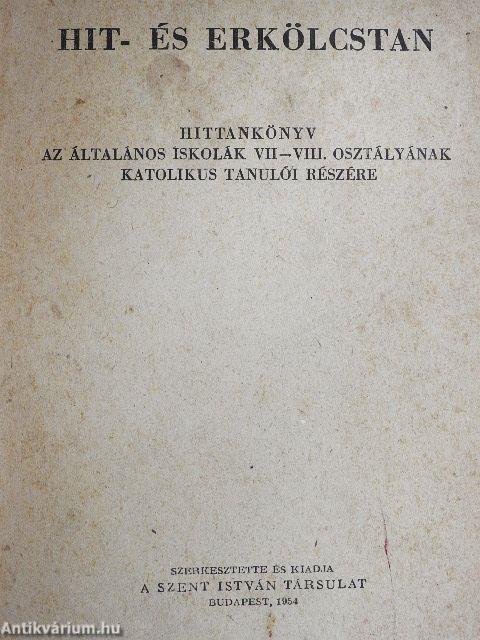 HIT- ÉS ERKÖLCSTAN
HITTANKÖNYV
AZ ÁLTALÁNOS ISKOLÁK VII—VIII. OSZTÁLYÁNAK
KATOLIKUS TANULÓI RÉSZÉRE
SZERKESZTETTE ÉS KIADJA
A SZENT ISTVÁN TÁRSULAT
BUDAPEST, 1954
Antikvárium.hu